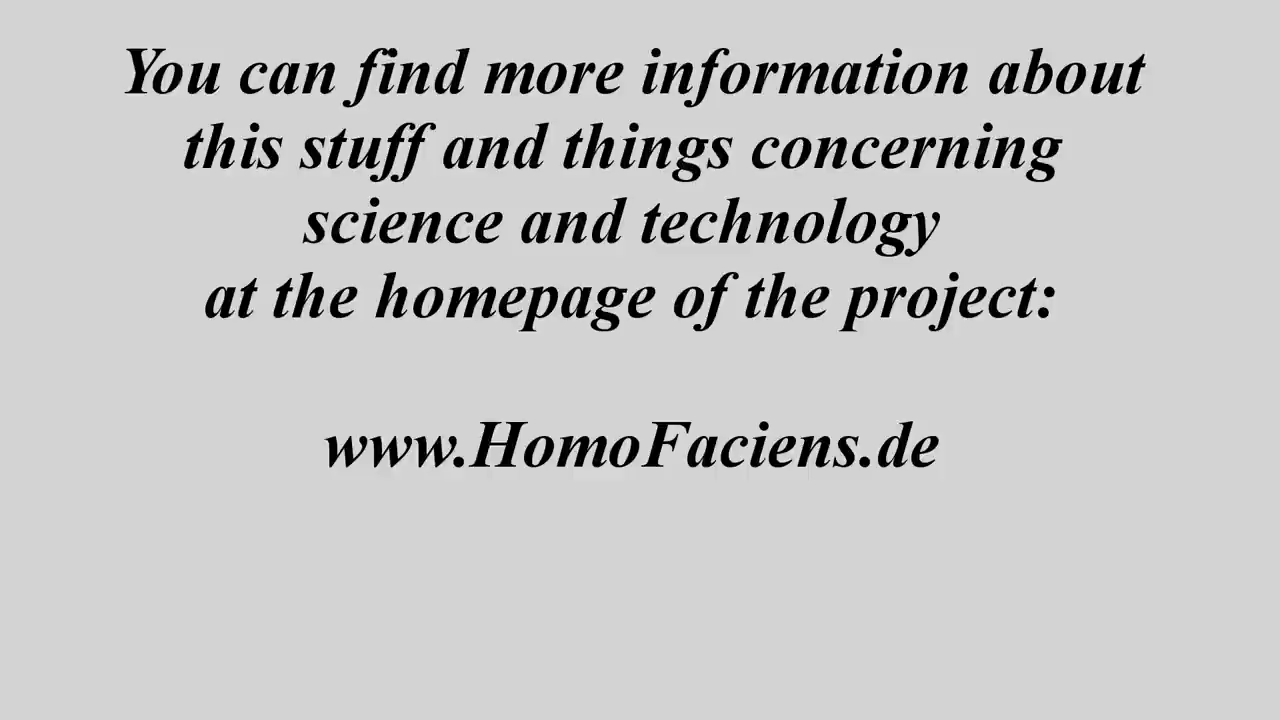 You can find more information about
this stuff and things concerning
science and technology
at the homepage of the project:
www.HomoFaciens.de